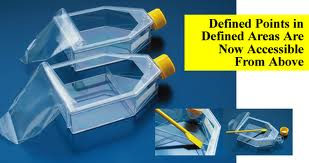 Defined Points in
Defined Areas Are
Now Accessible
From Above